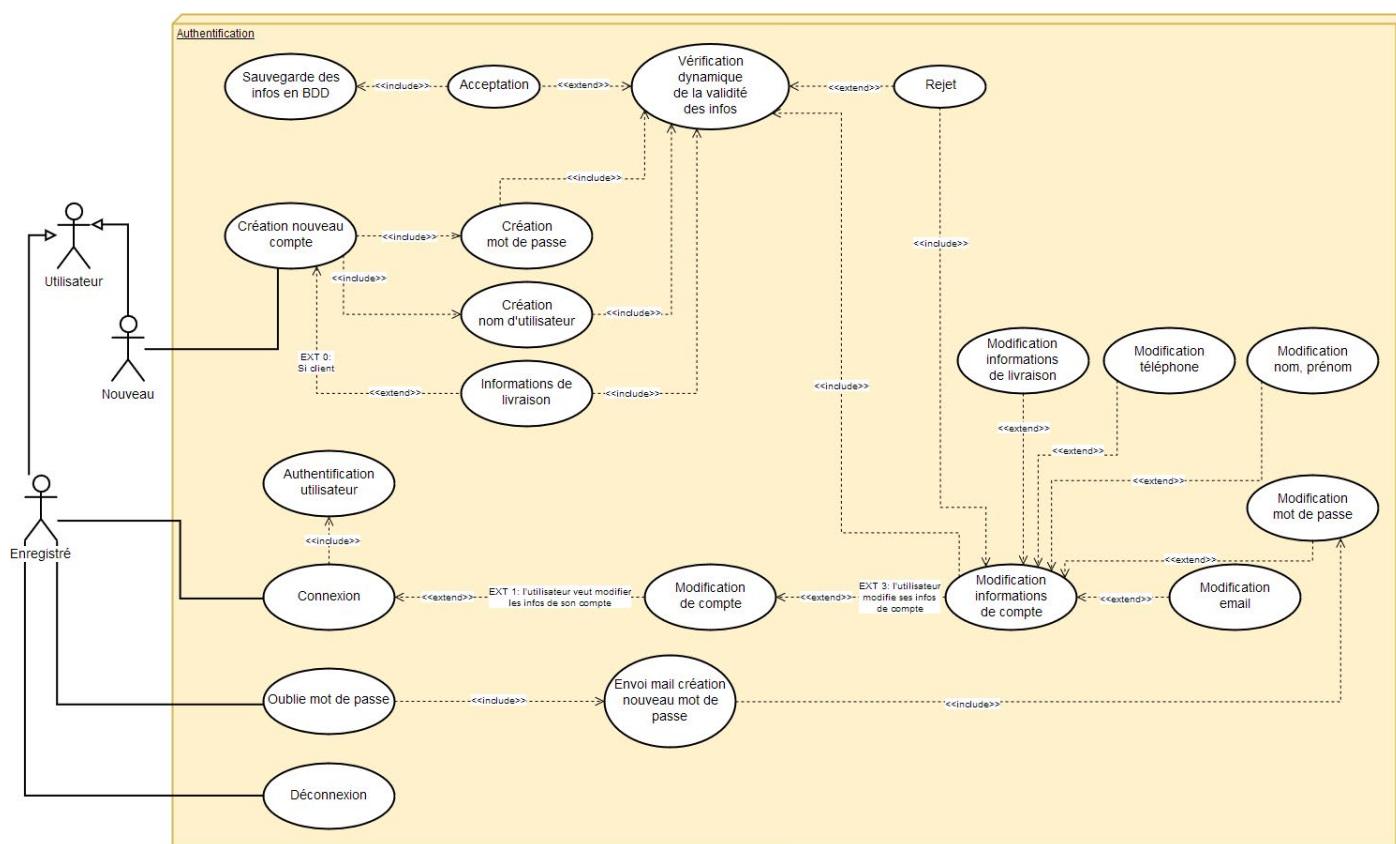 Authentification
Sauvegarde des
infos en BDD
<<include>>
Acceptation
<<extend>>
Vérification
dynamique
de la validité
des infos
<<extend>>
Rejet
<<include>>
Création nouveau
compte
<<include>>
Création
mot de passe
<<include>>
<<include>>
Utilisateur
Création
nom d'utilisateur
<<include>>
EXT 0:
Si client
Nouveau
<<extend>>
Informations de
livraison
<<include>>
<<include>>
Modification
informations
de livraison
Modification
téléphone
Modification
nom, prénom
<<extend>>
<<extend>>
<<extend>>
Authentification
utilisateur
Modification
mot de passe
Enregistré
<<include>>
<<extend>>
Connexion
<<extend>>
EXT 1: l'utilisateur veut modifier
les infos de son compte
Modification
de compte
<<extend>>
EXT 3: l'utilisateur
modifie ses infos
de compte
Modification
informations
de compte
<<extend>>
Modification
email
Oublie mot de passe
<<include>>
Envoi mail création
nouveau mot de
passe
<<include>>
Déconnexion